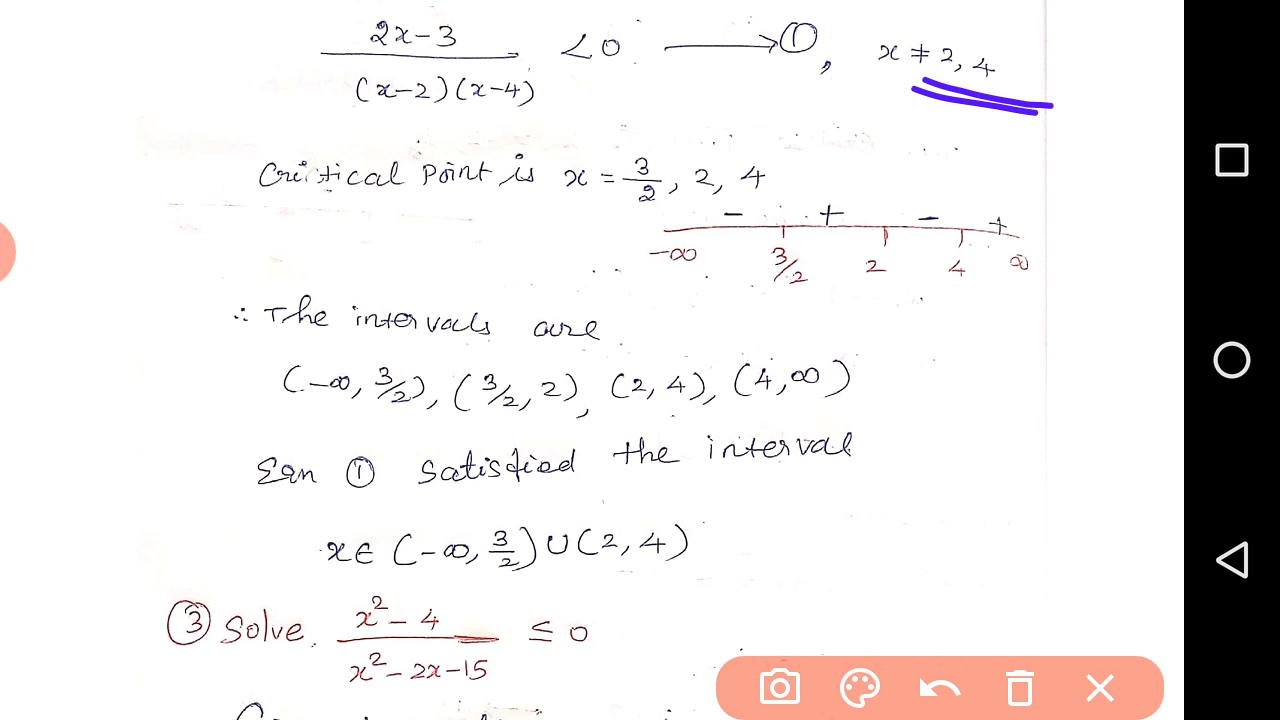 2x-3 / (x-2)(x-4) < 0 ⟶ ①, x ≠ 2, 4
Critical point is x = 3/2, 2, 4
- + - +
-∞ 3/2 2 4 ∞
∴ The intervals are
(-∞, 3/2), (3/2, 2), (2, 4), (4, ∞)
Eqn ① satisfied the interval
x ∈ (-∞, 3/2) ∪ (2, 4)
③ Solve. x² - 4 / x² - 2x - 15 ≤ 0